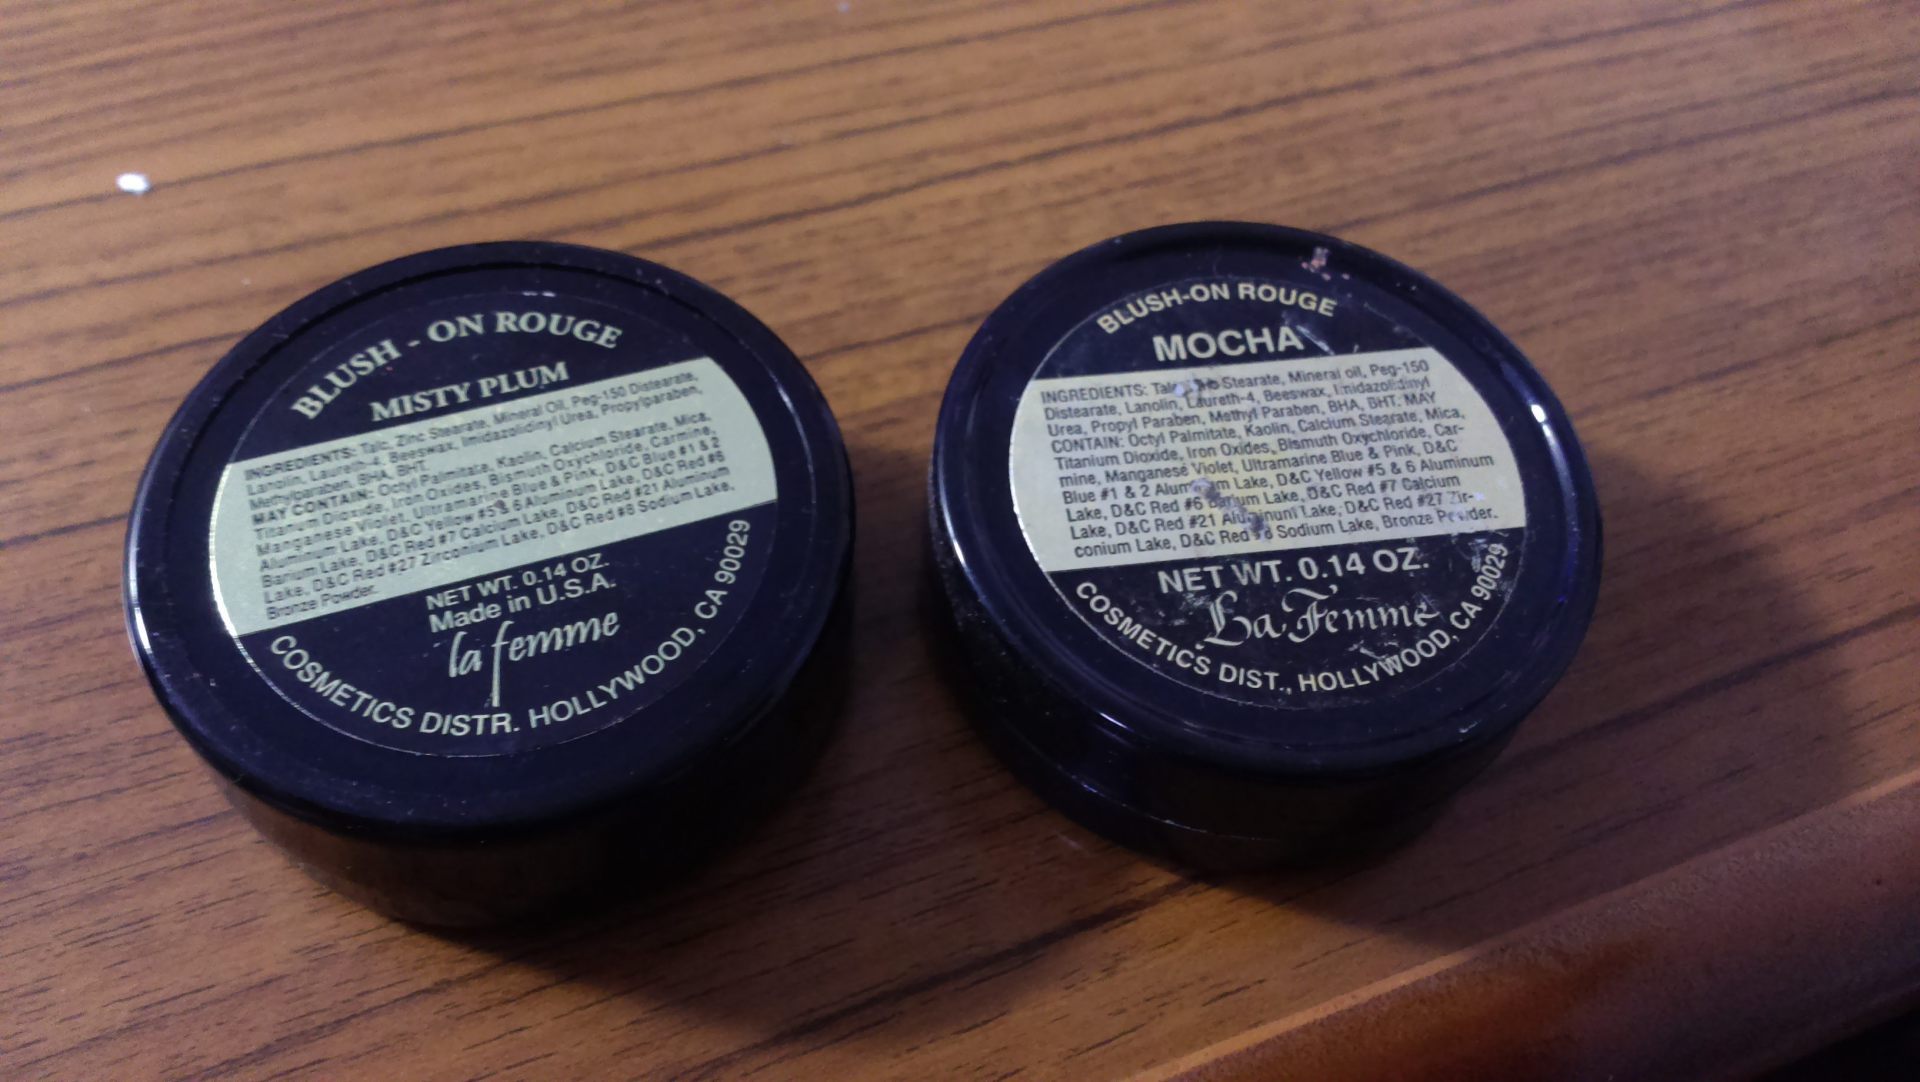 BLUSH - ON ROUGE
MISTY PLUM
INGREDIENTS: Talc, Zinc Stearate, Mineral Oil, Peg-150 Distearate,
Lanolin, Laureth-4, Beeswax, Imidazolidinyl Urea, Propylparaben,
Methylparaben, BHA, BHT.
MAY CONTAIN: Octyl Palmitate, Kaolin, Calcium Stearate, Mica,
Titanium Dioxide, Iron Oxides, Bismuth Oxychloride, Carmine,
Manganese Violet, Ultramarine Blue & Pink, D&C Blue #1 & 2
Aluminum Lake, D&C Yellow #5 & 6 Aluminum Lake, D&C Red #6
Barium Lake, D&C Red #7 Calcium Lake, D&C Red #21 Aluminum
Lake, D&C Red #27 Zirconium Lake, D&C Red #8 Sodium Lake,
Bronze Powder.
NET WT. 0.14 OZ.
Made in U.S.A.
la femme
COSMETICS DISTR. HOLLYWOOD, CA 90029
BLUSH-ON ROUGE
MOCHA
INGREDIENTS: Talc, Stearate, Mineral oil, Peg-150
Distearate, Lanolin, Laureth-4, Beeswax, Imidazolidinyl
Urea, Propyl Paraben, Methyl Paraben, BHA, BHT. MAY
CONTAIN: Octyl Palmitate, Kaolin, Calcium Stearate, Mica,
Titanium Dioxide, Iron Oxides, Bismuth Oxychloride, Car-
mine, Manganese Violet, Ultramarine Blue & Pink, D&C
Blue #1 & 2 Aluminum Lake, D&C Yellow #5 & 6 Aluminum
Lake, D&C Red #6 Barium Lake, D&C Red #7 Calcium
Lake, D&C Red #21 Aluminum Lake, D&C Red #27 Zir-
conium Lake, D&C Red #8 Sodium Lake, Bronze Powder.
NET WT. 0.14 OZ.
La Femme
COSMETICS DIST., HOLLYWOOD, CA 90029